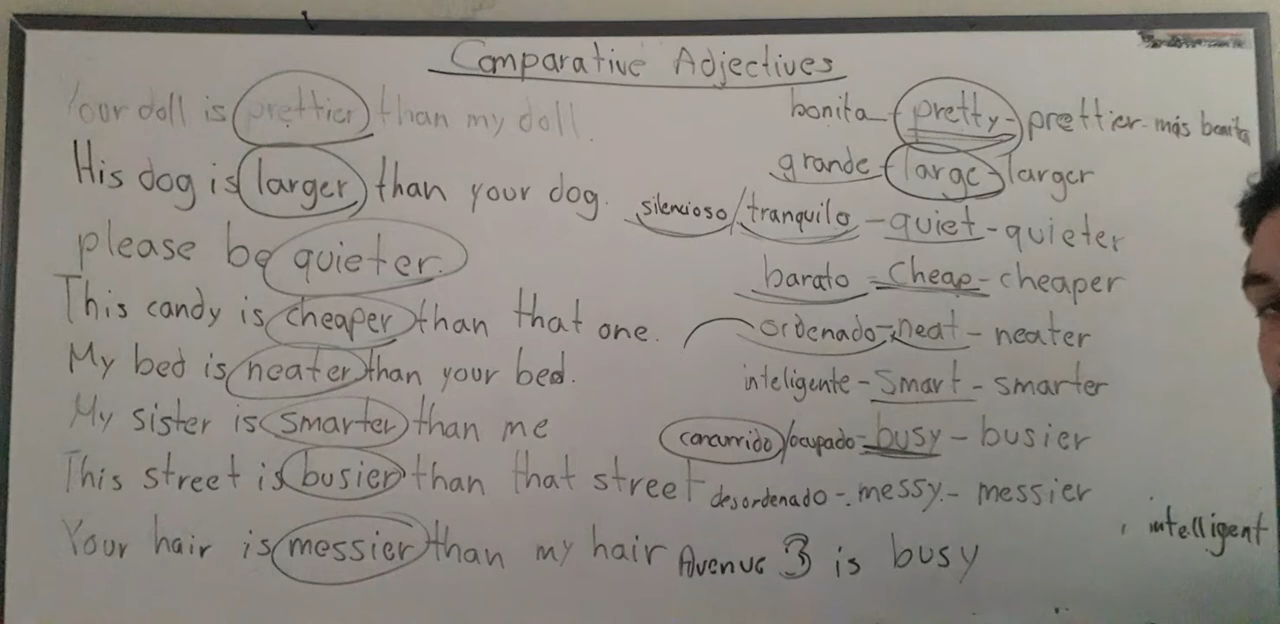 Comparative Adjectives
Your doll is prettier than my doll.
His dog is larger than your dog.
please be quieter.
This candy is cheaper than that one.
My bed is neater than your bed.
My sister is smarter than me
This street is busier than that street
Your hair is messier than my hair
bonita - pretty - prettier - más bonita
grande - large - larger
silencioso/tranquilo - quiet - quieter
barato - Cheap - cheaper
ordenado - neat - neater
inteligente - Smart - smarter
concurrido/ocupado - busy - busier
desordenado - messy - messier
intelligent
Avenue 3 is busy